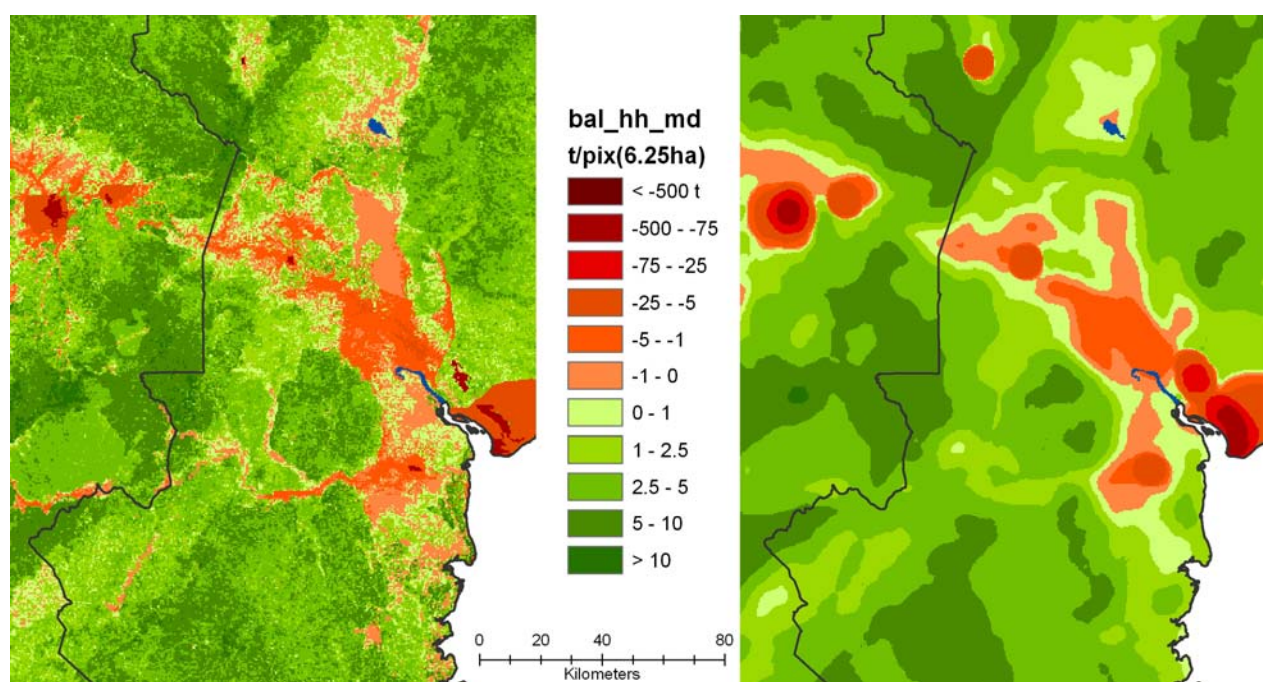 bal_hh_md
t/pix(6.25ha)
< -500 t
-500 - -75
-75 - -25
-25 - -5
-5 - -1
-1 - 0
0 - 1
1 - 2.5
2.5 - 5
5 - 10
> 10
0 20 40 80
Kilometers